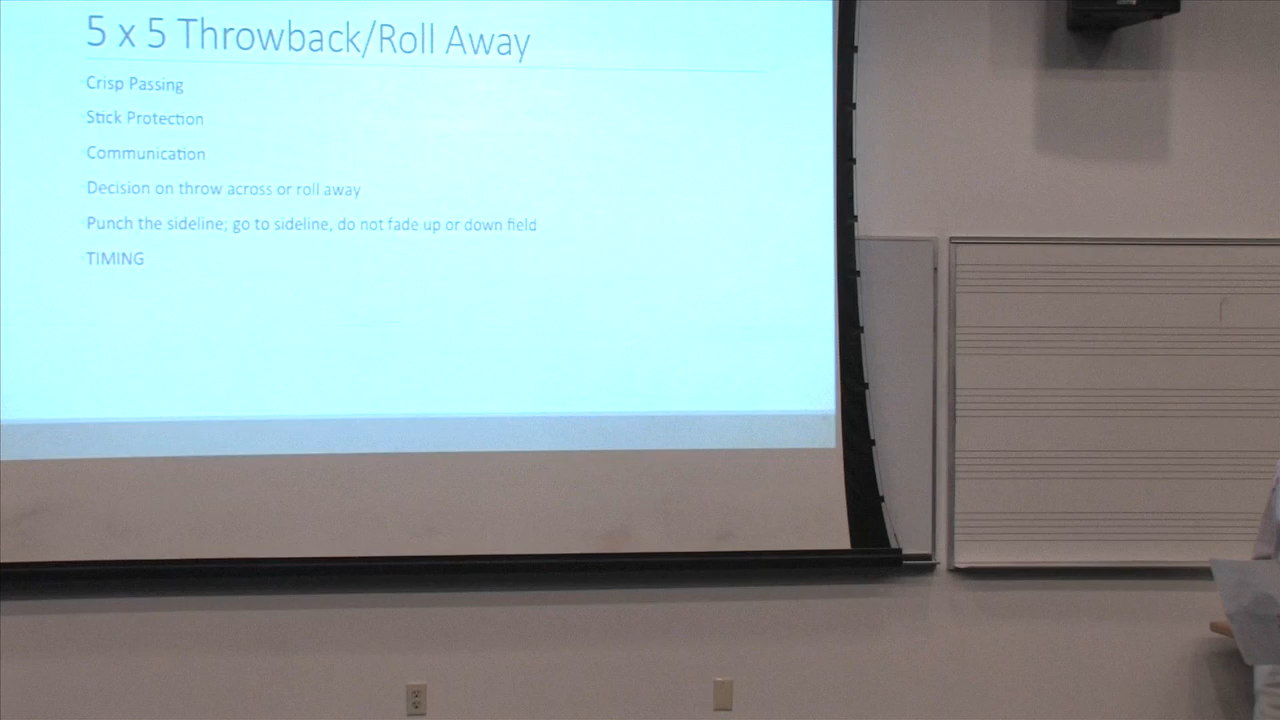 5 x 5 Throwback/Roll Away
Crisp Passing
Stick Protection
Communication
Decision on throw across or roll away
Punch the sideline; go to sideline, do not fade up or down field
TIMING